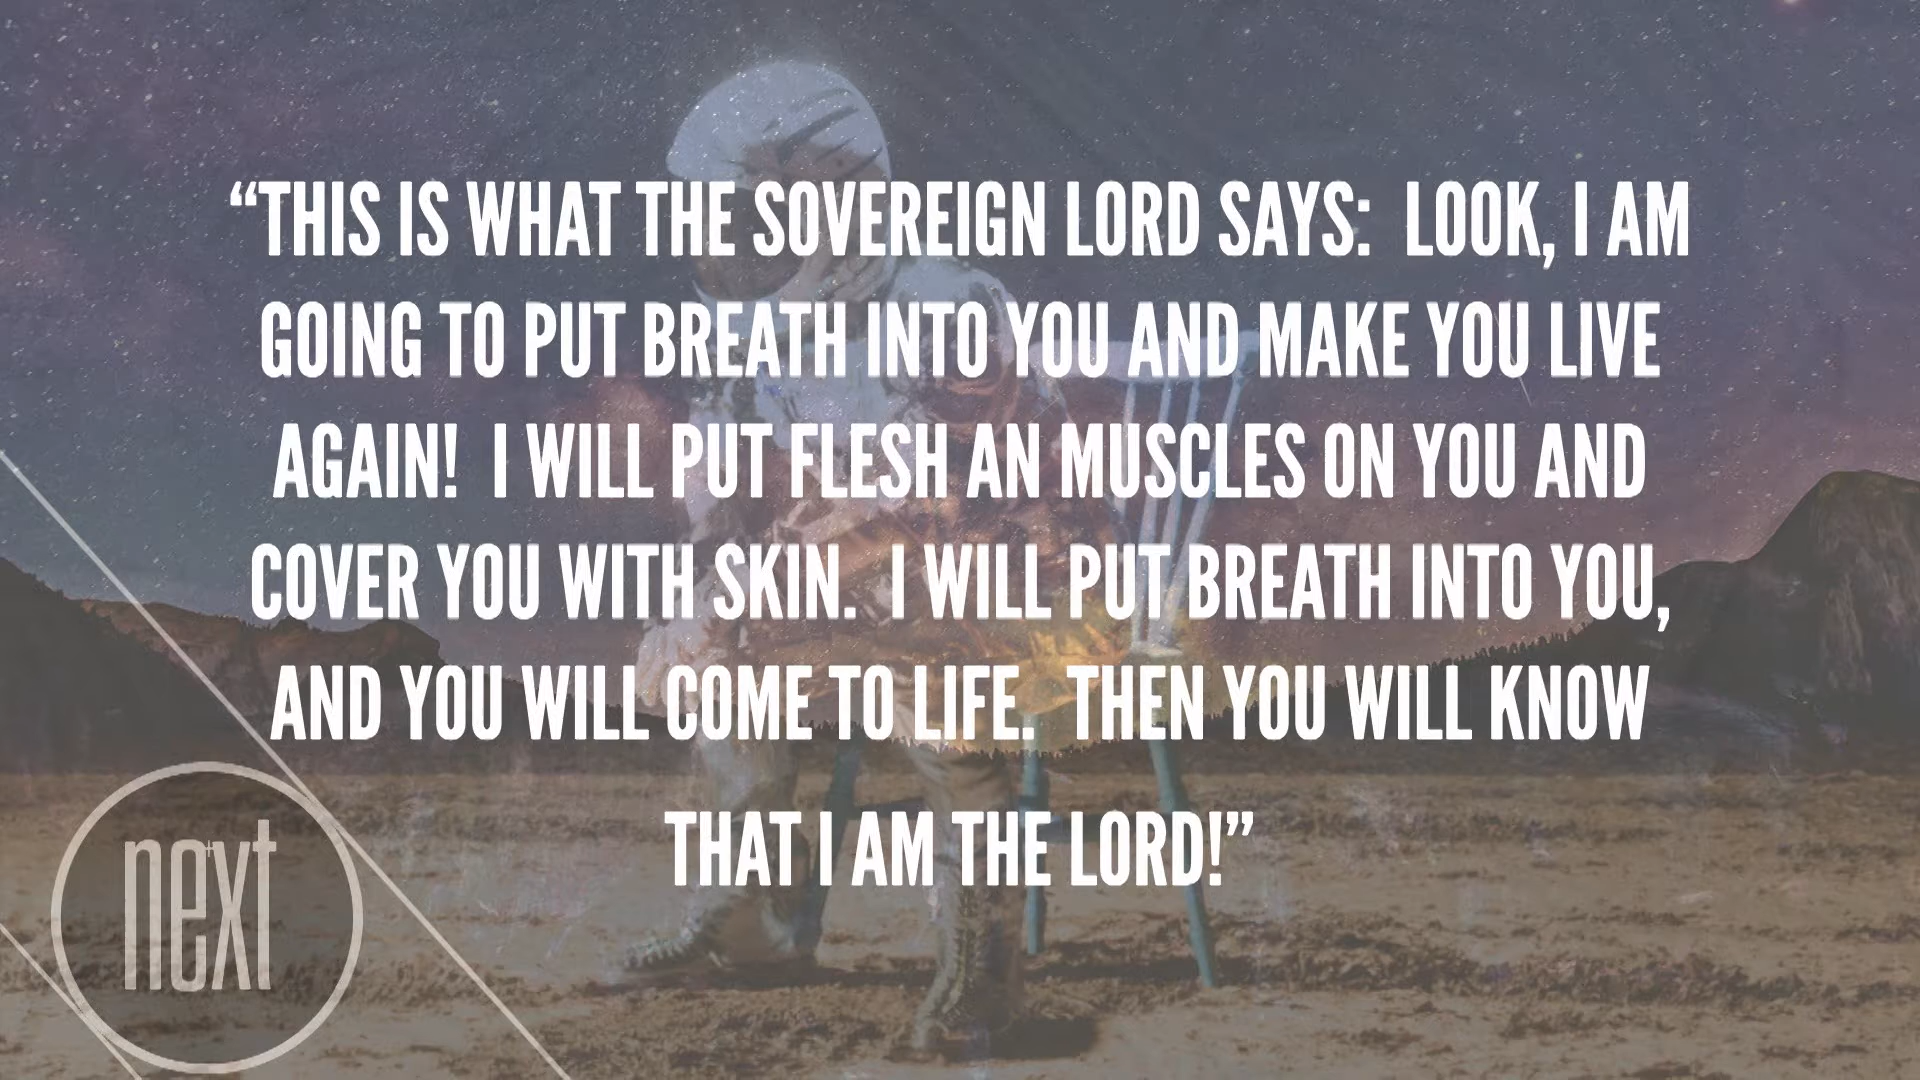 “THIS IS WHAT THE SOVEREIGN LORD SAYS:  LOOK, I AM
GOING TO PUT BREATH INTO YOU AND MAKE YOU LIVE
AGAIN!  I WILL PUT FLESH AN MUSCLES ON YOU AND
COVER YOU WITH SKIN.  I WILL PUT BREATH INTO YOU,
AND YOU WILL COME TO LIFE.  THEN YOU WILL KNOW
THAT I AM THE LORD!”
next